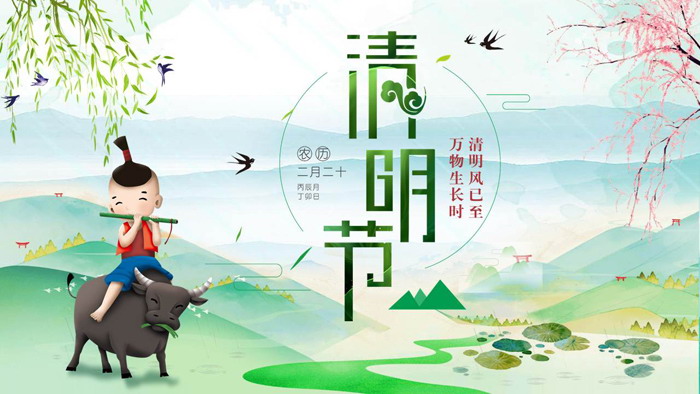 清明节
农历
二月二十
丙辰月
丁卯日
清明风已至
万物生长时